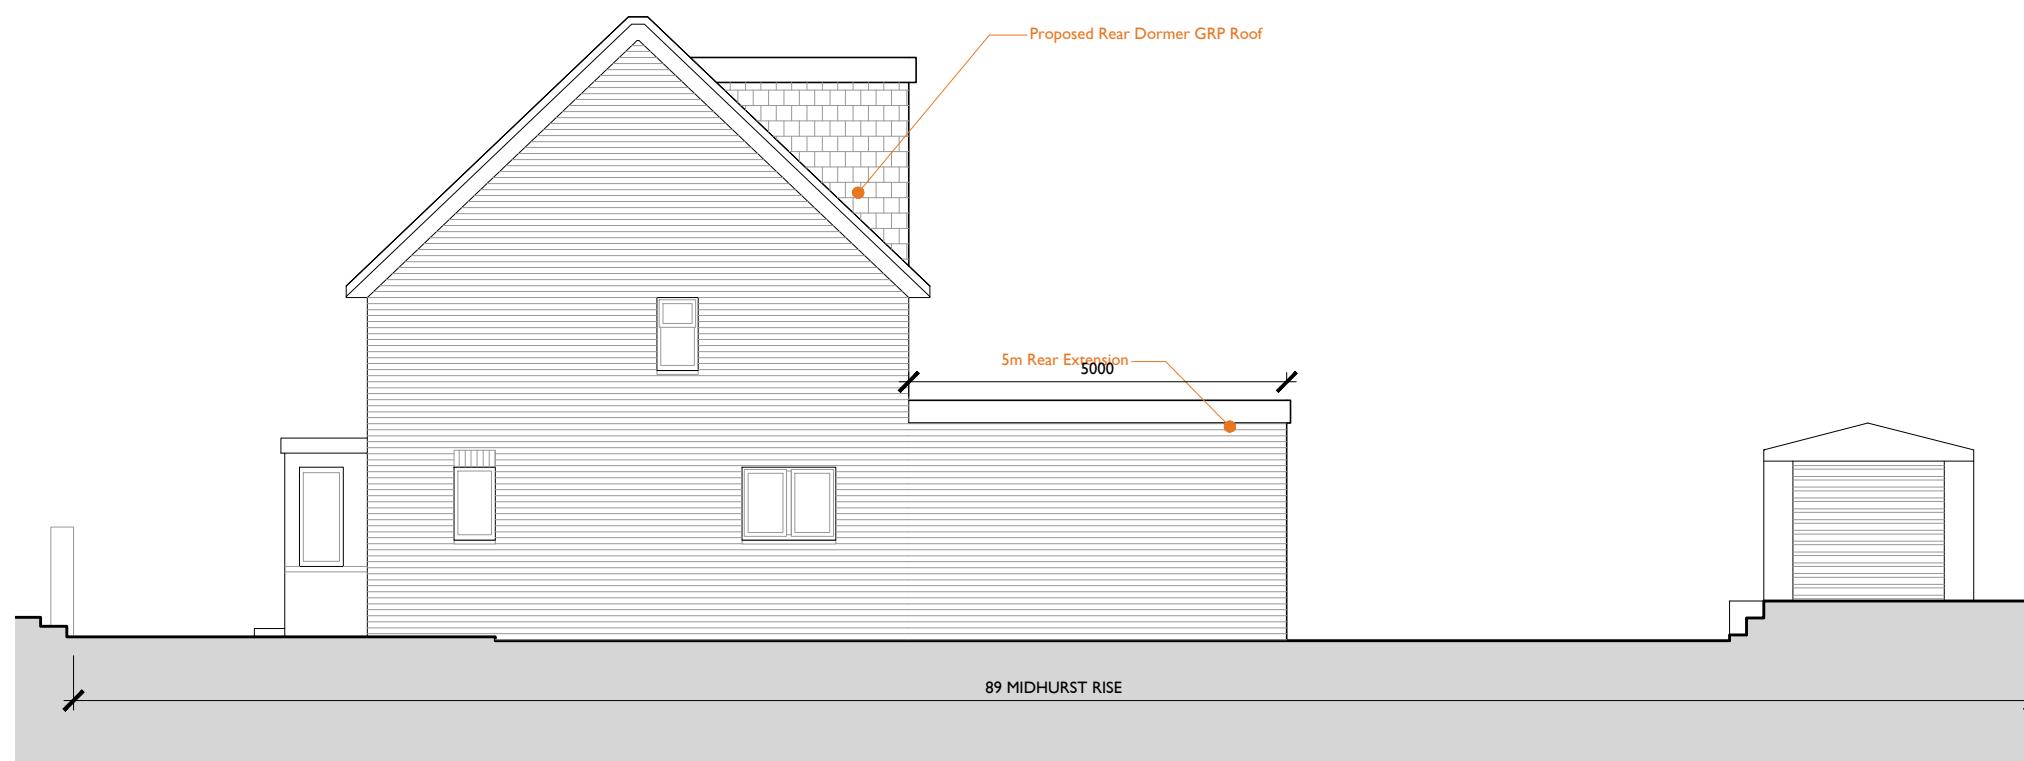 Proposed Rear Dormer GRP Roof
5m Rear Extension
5000
89 MIDHURST RISE